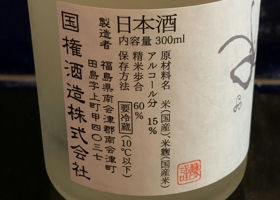 日本酒
内容量 300ml
原材料名 米(国産)、米麹(国産米)
アルコール分 15%
精米歩合 60%
保存方法 要冷蔵(10℃以下)
製造者 福島県南会津郡南会津町
田島字上町甲四〇三七
国権酒造株式会社